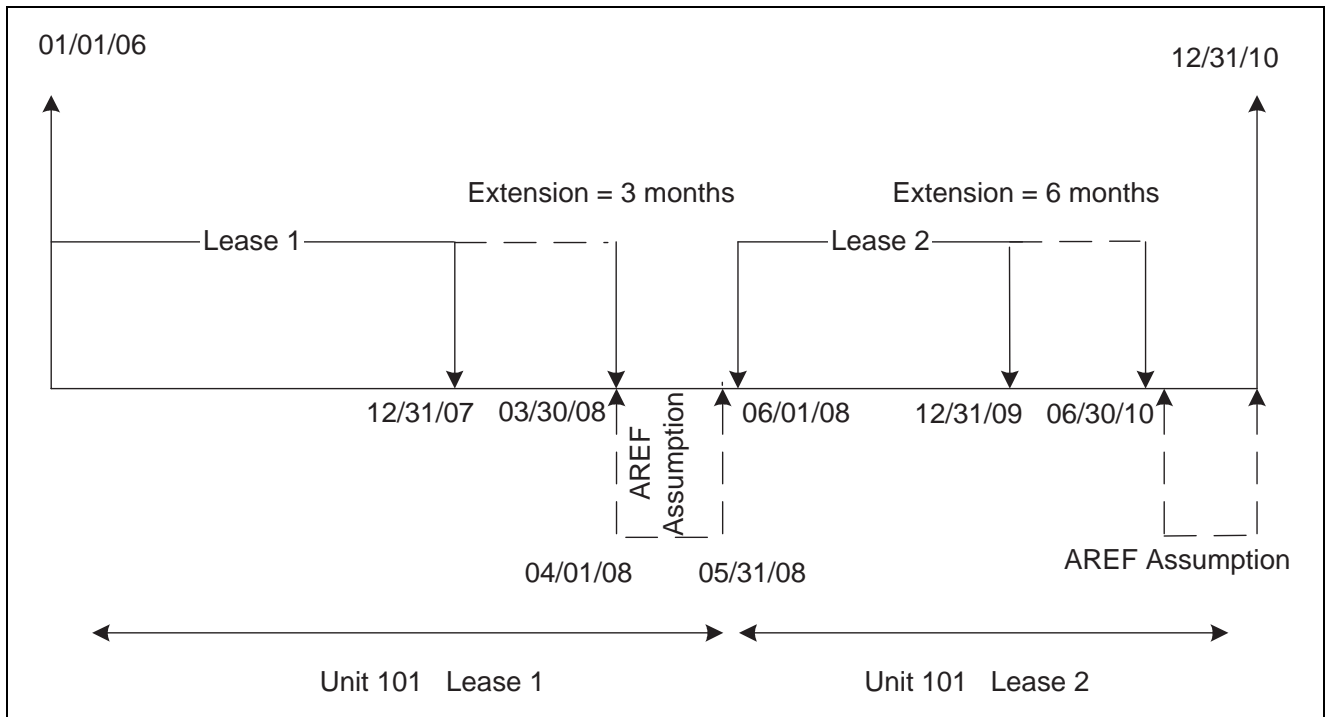 01/01/06
12/31/10
Extension = 3 months
Extension = 6 months
Lease 1
Lease 2
12/31/07
03/30/08
06/01/08
12/31/09
06/30/10
AREF
Assumption
AREF Assumption
04/01/08
05/31/08
Unit 101 Lease 1
Unit 101 Lease 2